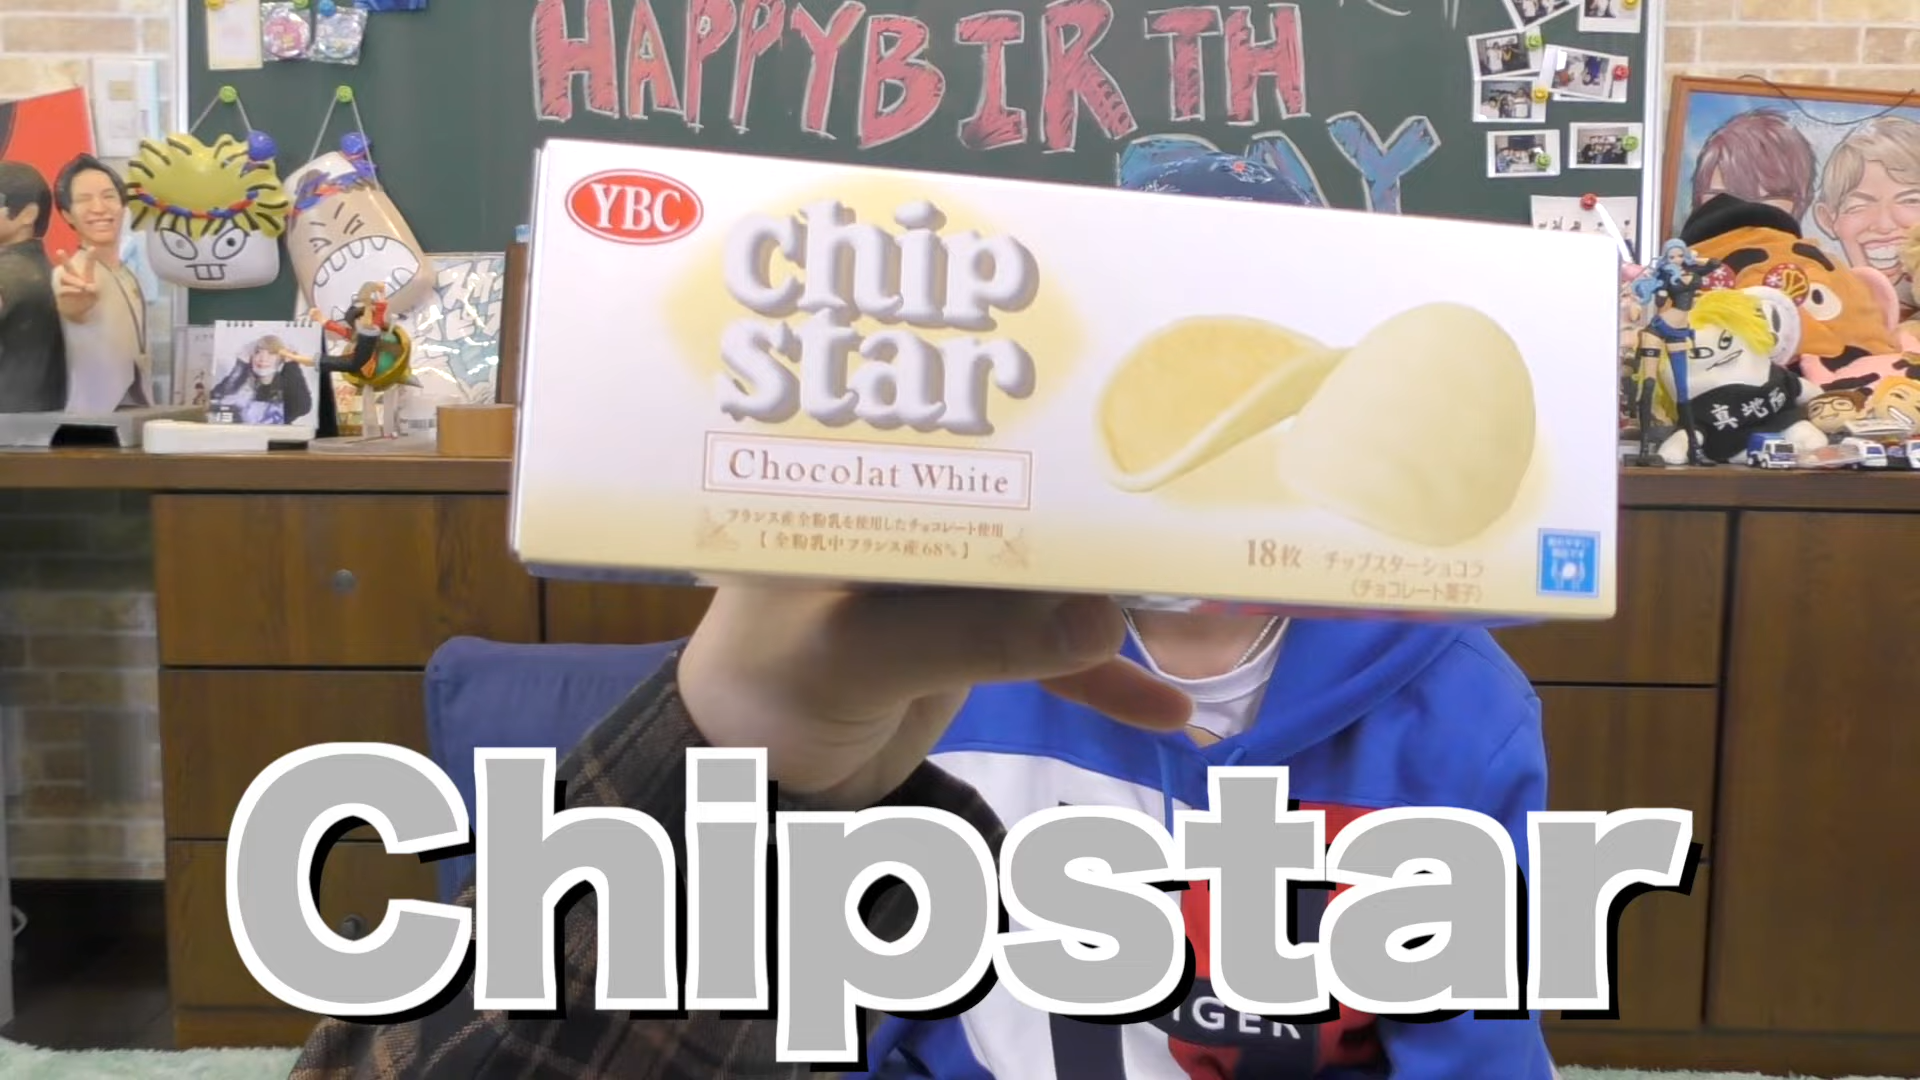 HAPPYBIRTH
DAY
YBC
chip
star
Chocolat White
フランス産全粉乳を使用したチョコレート使用
【全粉乳中フランス産68%】
18枚 チップスターショコラ
(チョコレート菓子)
真地面
Chipstar
IGER